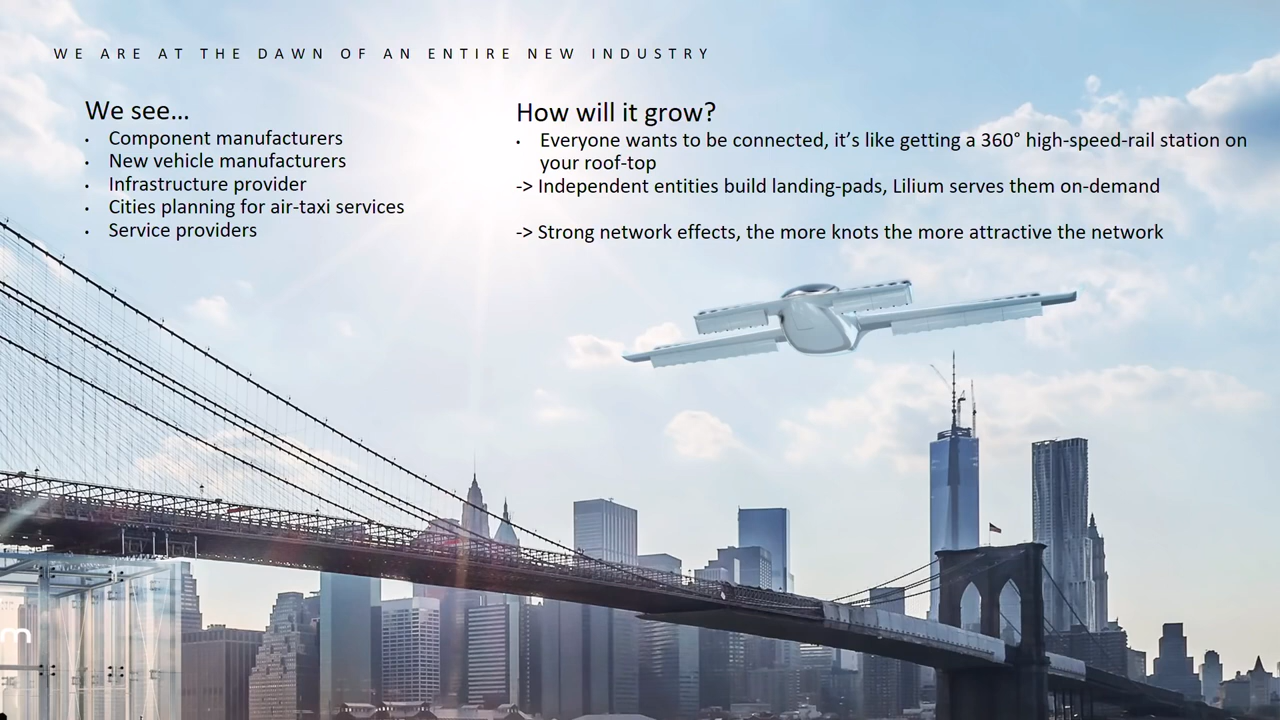 WE ARE AT THE DAWN OF AN ENTIRE NEW INDUSTRY
We see…
• Component manufacturers
• New vehicle manufacturers
• Infrastructure provider
• Cities planning for air-taxi services
• Service providers
How will it grow?
• Everyone wants to be connected, it’s like getting a 360° high-speed-rail station on
your roof-top
-> Independent entities build landing-pads, Lilium serves them on-demand
-> Strong network effects, the more knots the more attractive the network
m